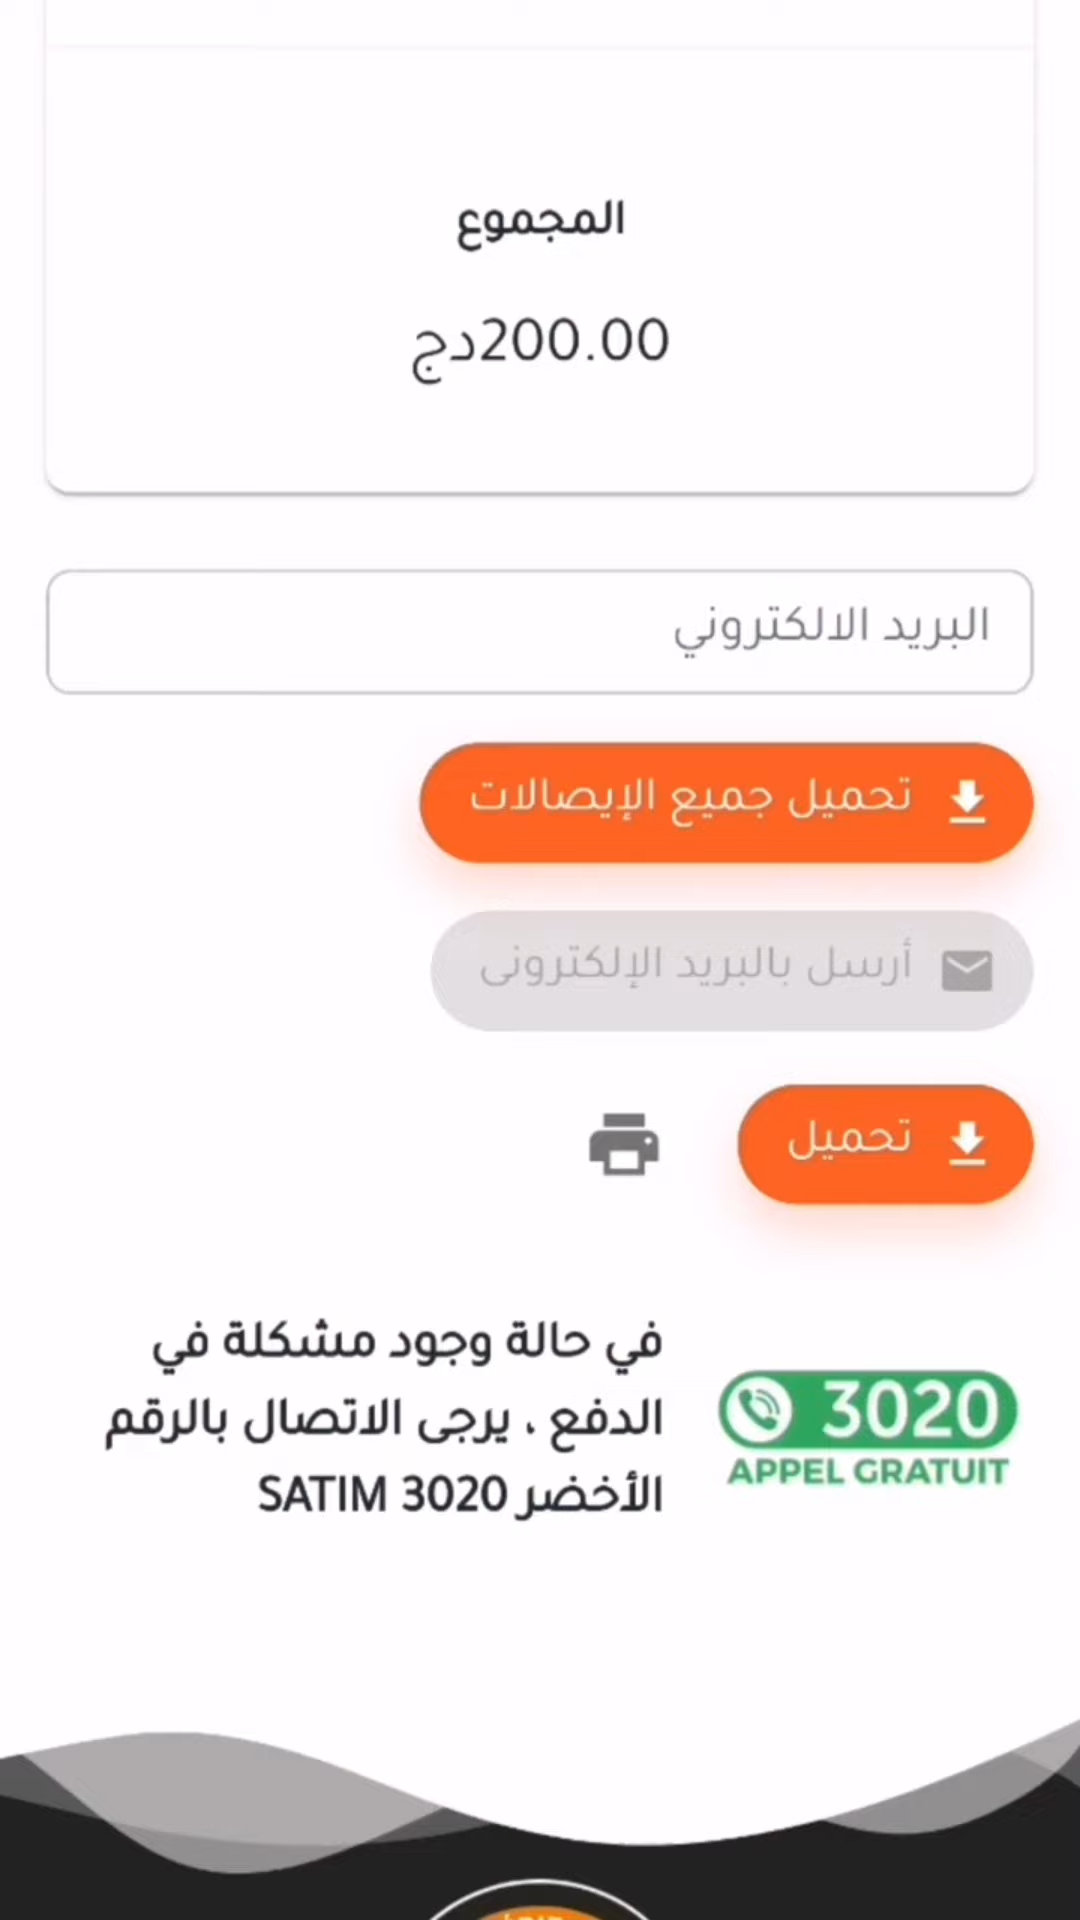 المجموع
200.00دج
البريد الالكتروني
تحميل جميع الإيصالات
أرسل بالبريد الإلكترونى
تحميل
3020
APPEL GRATUIT
في حالة وجود مشكلة في
الدفع ، يرجى الاتصال بالرقم
الأخضر SATIM 3020